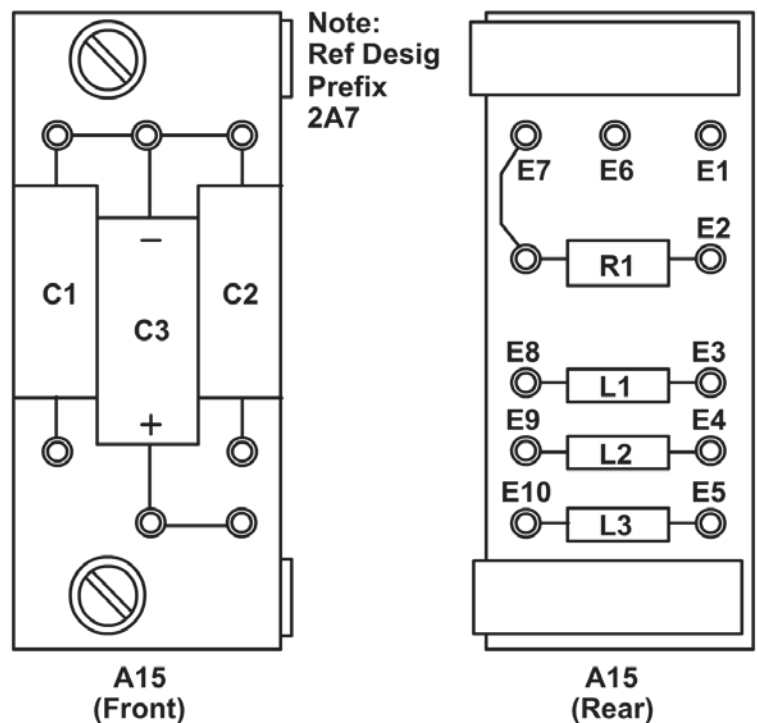 Note:
Ref Desig
Prefix
2A7
C1
C2
−
C3
+
A15
(Front)
E7
E6
E1
E2
R1
E8
E3
L1
E9
E4
L2
E10
E5
L3
A15
(Rear)